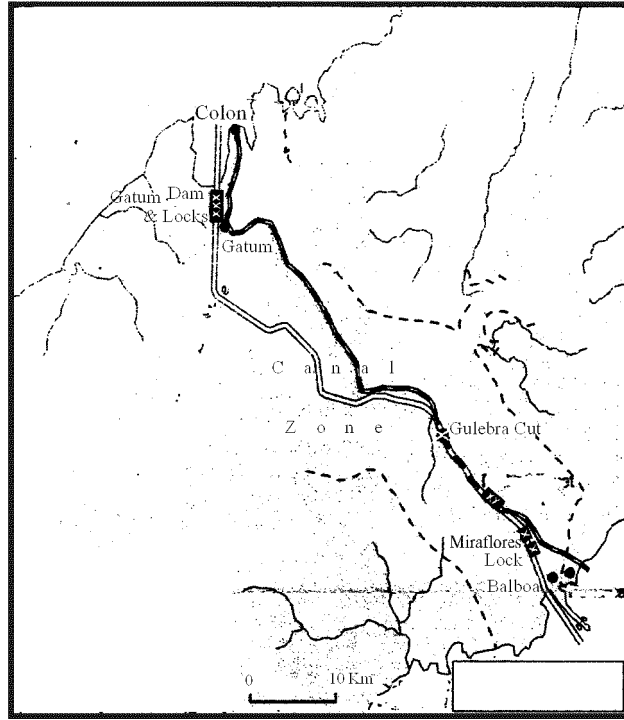 Colon
Gatum Dam
& Locks
Gatum
C a n a l
Z o n e
Gulebra Cut
Miraflores
Lock
Balboa
0 10 Km